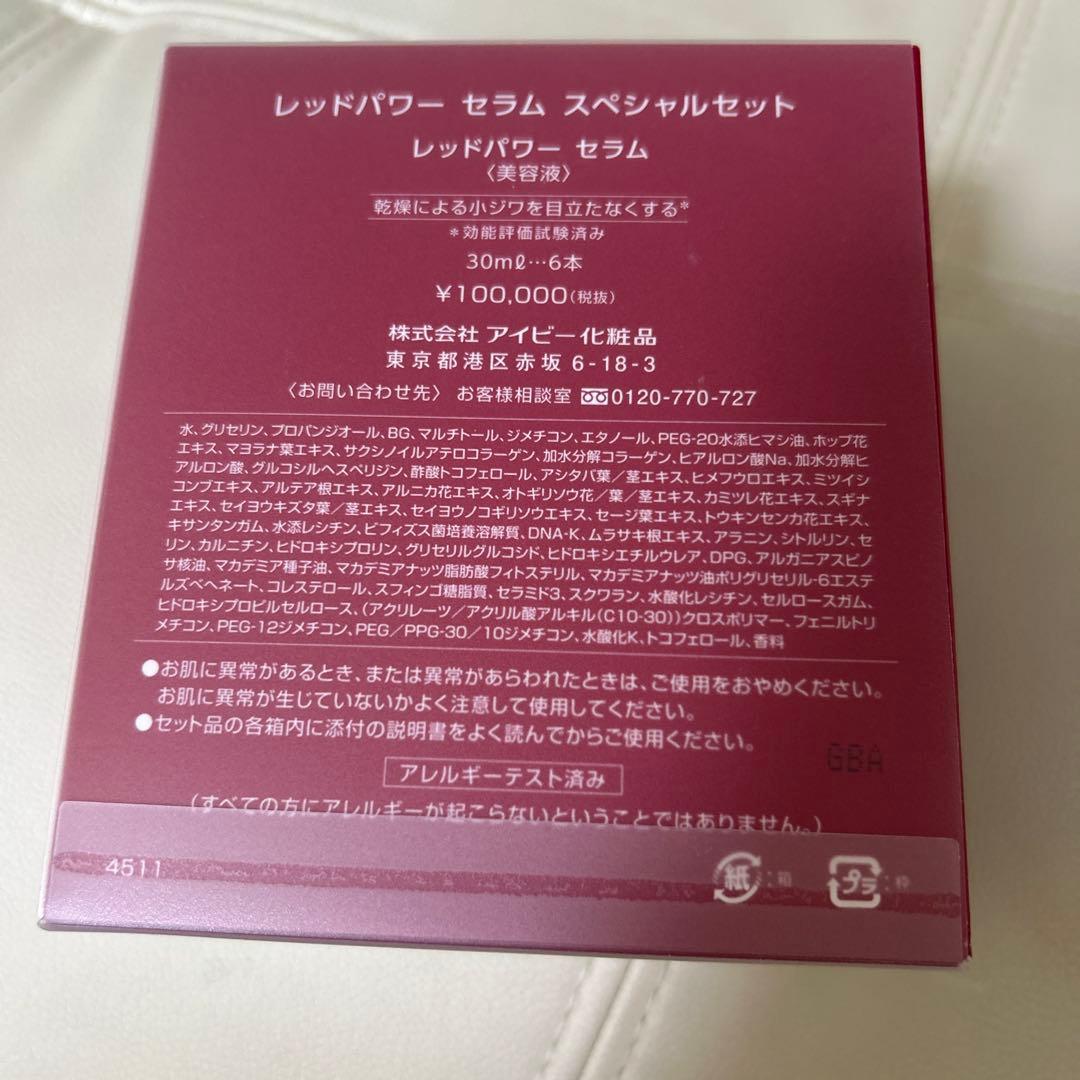 レッドパワー セラム スペシャルセット
レッドパワー セラム
〈美容液〉
乾燥による小ジワを目立たなくする*
*効能評価試験済み
30mℓ…6本
¥100,000(税抜)
株式会社 アイビー化粧品
東京都港区赤坂 6-18-3
〈お問い合わせ先〉 お客様相談室 0120-770-727
水、グリセリン、プロパンジオール、BG、マルチトール、ジメチコン、エタノール、PEG-20水添ヒマシ油、ホップ花
エキス、マヨラナ葉エキス、サクシノイルアテロコラーゲン、加水分解コラーゲン、ヒアルロン酸Na、加水分解ヒ
アルロン酸、グルコシルヘスペリジン、酢酸トコフェロール、アシタバ葉/茎エキス、ヒメフウロエキス、ミツイシ
コンブエキス、アルテア根エキス、アルニカ花エキス、オトギリソウ花/葉/茎エキス、カミツレ花エキス、スギナ
エキス、セイヨウキズタ葉/茎エキス、セイヨウノコギリソウエキス、セージ葉エキス、トウキンセンカ花エキス、
キサンタンガム、水添レシチン、ビフィズス菌培養溶解質、DNA-K、ムラサキ根エキス、アラニン、シトルリン、セ
リン、カルニチン、ヒドロキシプロリン、グリセリルグルコシド、ヒドロキシエチルウレア、DPG、アルガニアスピノ
サ核油、マカデミア種子油、マカデミアナッツ脂肪酸フィトステリル、マカデミアナッツ油ポリグリセリル-6エステ
ルズベヘネート、コレステロール、スフィンゴ糖脂質、セラミド3、スクワラン、水酸化レシチン、セルロースガム、
ヒドロキシプロピルセルロース、(アクリレーツ/アクリル酸アルキル(C10-30))クロスポリマー、フェニルトリ
メチコン、PEG-12ジメチコン、PEG/PPG-30/10ジメチコン、水酸化K、トコフェロール、香料
●お肌に異常があるとき、または異常があらわれたときは、ご使用をおやめください。
お肌に異常が生じていないかよく注意して使用してください。
●セット品の各箱内に添付の説明書をよく読んでからご使用ください。
GBA
アレルギーテスト済み
(すべての方にアレルギーが起こらないということではありません。)
4511
紙:箱
プラ:枠